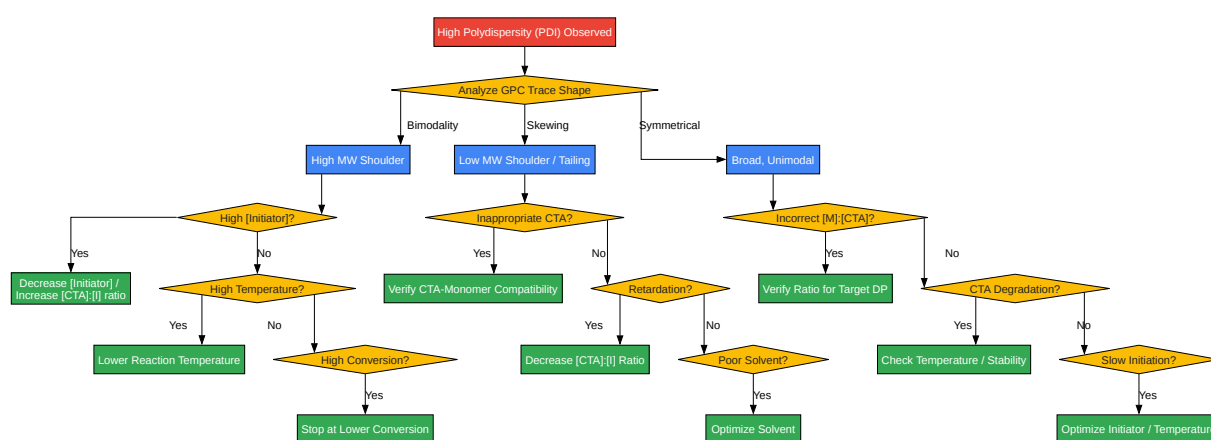 High Polydispersity (PDI) Observed
Analyze GPC Trace Shape
Bimodality
Skewing
Symmetrical
High MW Shoulder
Low MW Shoulder / Tailing
Broad, Unimodal
High [Initiator]?
Inappropriate CTA?
Incorrect [M]:[CTA]?
Yes
No
Yes
No
Yes
No
Decrease [Initiator] /
Increase [CTA]:[I] ratio
High Temperature?
Verify CTA-Monomer Compatibility
Retardation?
Verify Ratio for Target DP
CTA Degradation?
Yes
No
Yes
No
Yes
No
Lower Reaction Temperature
High Conversion?
Decrease [CTA]:[I] Ratio
Poor Solvent?
Check Temperature / Stability
Slow Initiation?
Yes
Yes
Yes
Stop at Lower Conversion
Optimize Solvent
Optimize Initiator / Temperature